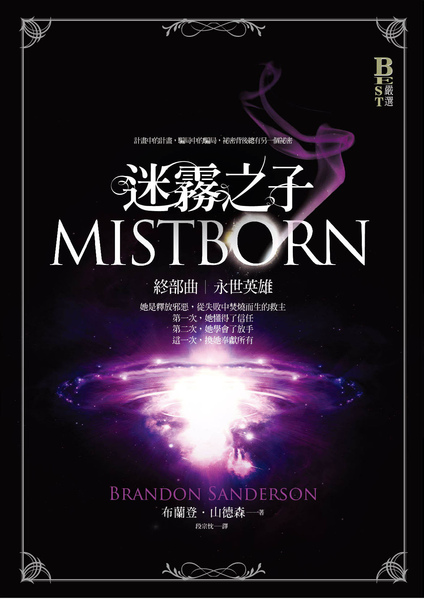 BEST嚴選
計畫中的計畫，騙局中的騙局，祕密背後總有另一個祕密
迷霧之子
MISTBORN
終部曲｜永世英雄
她是釋放邪惡，從失敗中焚燒而生的救主
第一次，她懂得了信任
第二次，她學會了放手
這一次，換她奉獻所有
BRANDON SANDERSON
布蘭登・山德森──著
段宗忱──譯